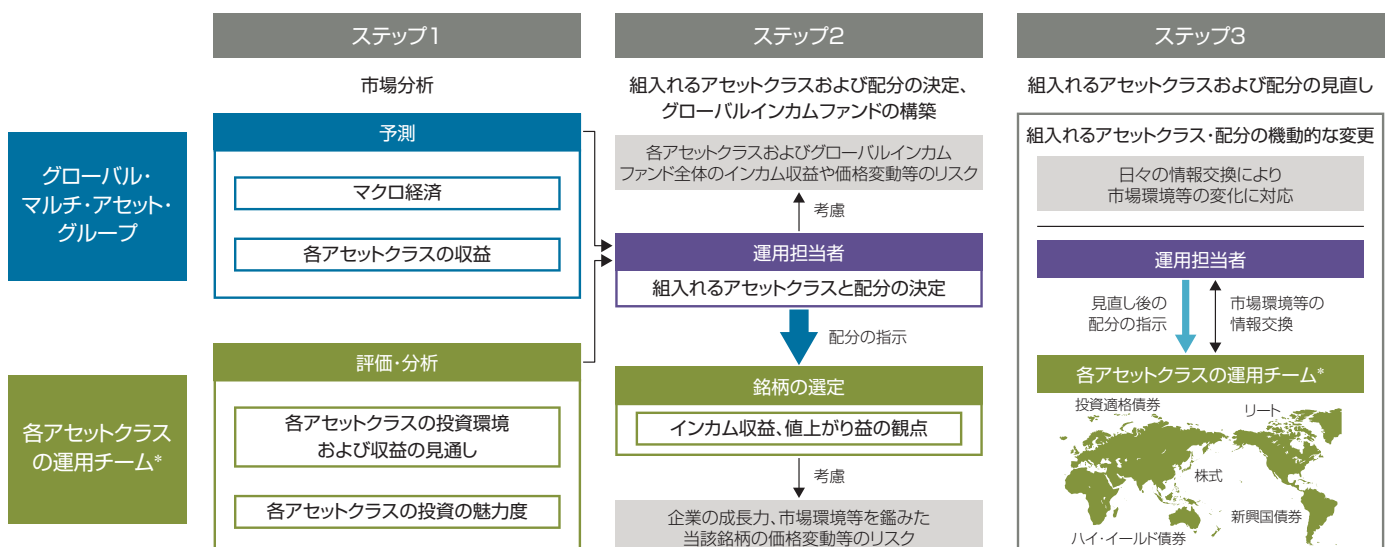 ステップ1
ステップ2
ステップ3
市場分析
組入れるアセットクラスおよび配分の決定、
グローバルインカムファンドの構築
組入れるアセットクラスおよび配分の見直し
グローバル・
マルチ・アセット・
グループ
予測
マクロ経済
各アセットクラスの収益
各アセットクラス
の運用チーム*
評価・分析
各アセットクラスの投資環境
および収益の見通し
各アセットクラスの投資の魅力度
各アセットクラスおよびグローバルインカム
ファンド全体のインカム収益や価格変動等のリスク
考慮
運用担当者
組入れるアセットクラスと配分の決定
配分の指示
銘柄の選定
インカム収益、値上がり益の観点
考慮
企業の成長力、市場環境等を鑑みた
当該銘柄の価格変動等のリスク
組入れるアセットクラス・配分の機動的な変更
日々の情報交換により
市場環境等の変化に対応
運用担当者
見直し後の
配分の指示
市場環境等の
情報交換
各アセットクラスの運用チーム*
投資適格債券
リート
株式
新興国債券
ハイ・イールド債券